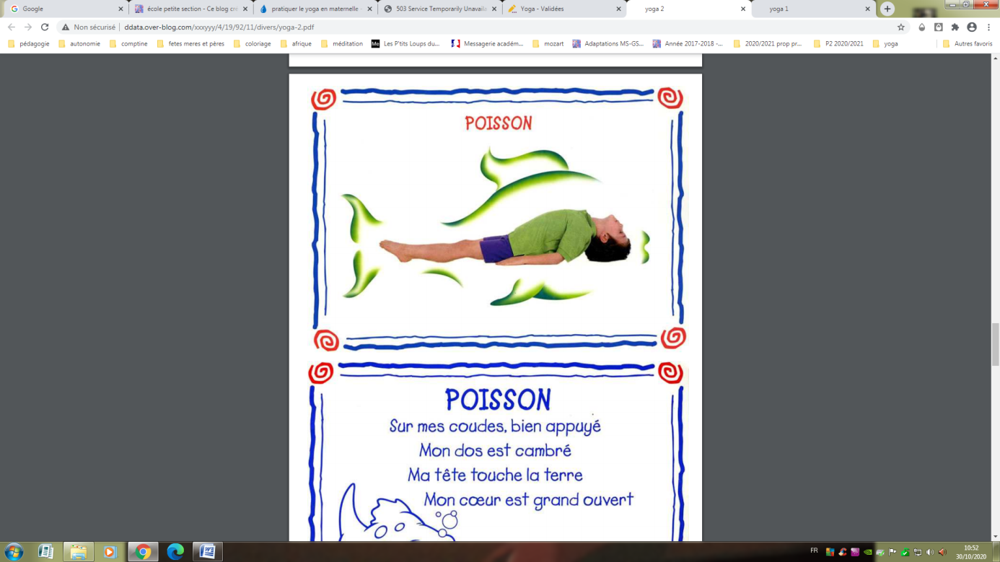 Google
école petite section - Ce blog cré
pratiquer le yoga en maternelle -
503 Service Temporarily Unavaila
Yoga - Validées
yoga 2
yoga 1
Non sécurisé | ddata.over-blog.com/xxxyyy/4/19/92/11/divers/yoga-2.pdf
pédagogie
autonomie
comptine
fetes meres et pères
coloriage
afrique
méditation
Me Les P'tits Loups du...
Messagerie académ...
mozart
Adaptations MS-GS...
Année 2017-2018 -...
2020/2021 prop pr...
P2 2020/2021
yoga
Autres favoris
POISSON
POISSON
Sur mes coudes, bien appuyé
Mon dos est cambré
Ma tête touche la terre
Mon cœur est grand ouvert
FR
10:52
30/10/2020